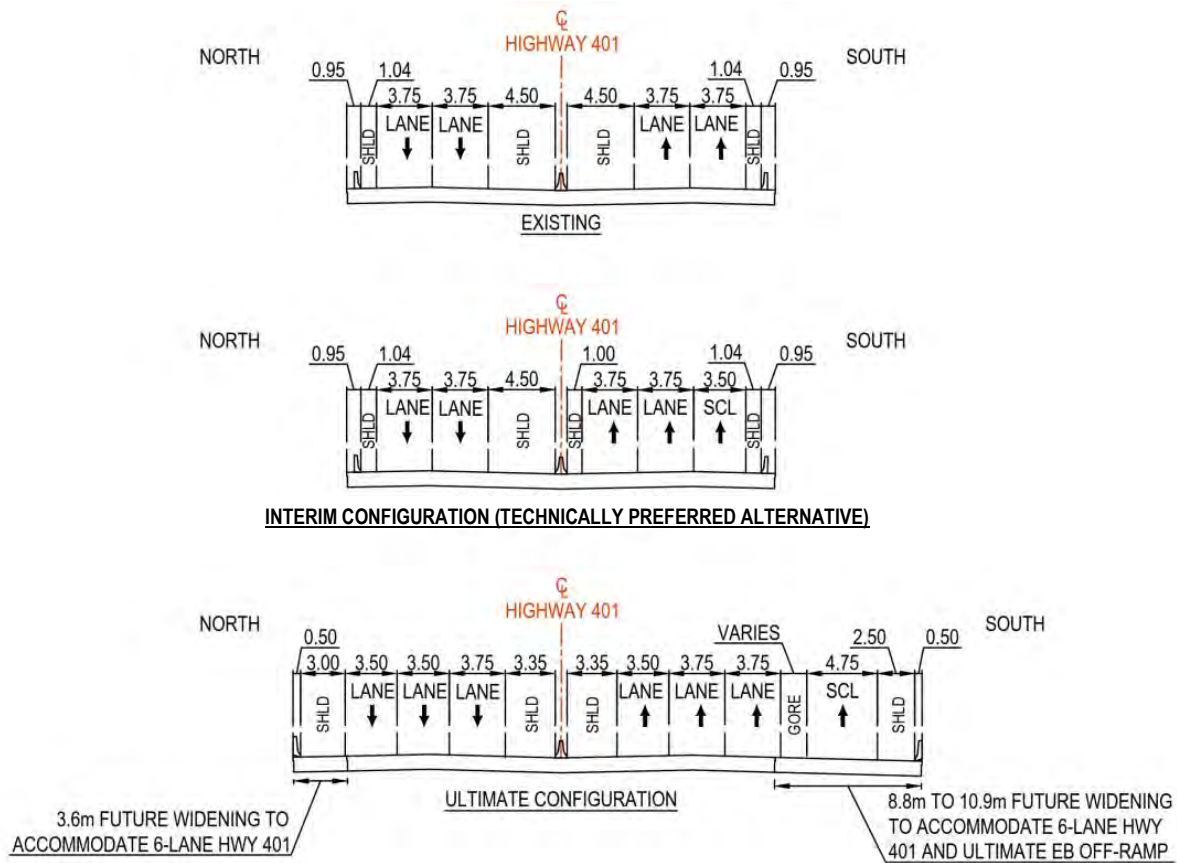 ℄
HIGHWAY 401
NORTH
SOUTH
0.95 1.04 1.04 0.95
3.75 3.75 4.50 4.50 3.75 3.75
SHLD LANE LANE SHLD SHLD LANE LANE SHLD
EXISTING
℄
HIGHWAY 401
NORTH
SOUTH
0.95 1.04 1.00 1.04 0.95
3.75 3.75 4.50 3.75 3.75 3.50
SHLD LANE LANE SHLD SHLD LANE LANE SCL SHLD
INTERIM CONFIGURATION (TECHNICALLY PREFERRED ALTERNATIVE)
℄
HIGHWAY 401
NORTH
SOUTH
0.50 VARIES 2.50 0.50
3.00 3.50 3.50 3.75 3.35 3.35 3.50 3.75 3.75 4.75
SHLD LANE LANE LANE SHLD SHLD LANE LANE LANE GORE SCL SHLD
ULTIMATE CONFIGURATION
3.6m FUTURE WIDENING TO
ACCOMMODATE 6-LANE HWY 401
8.8m TO 10.9m FUTURE WIDENING
TO ACCOMMODATE 6-LANE HWY
401 AND ULTIMATE EB OFF-RAMP